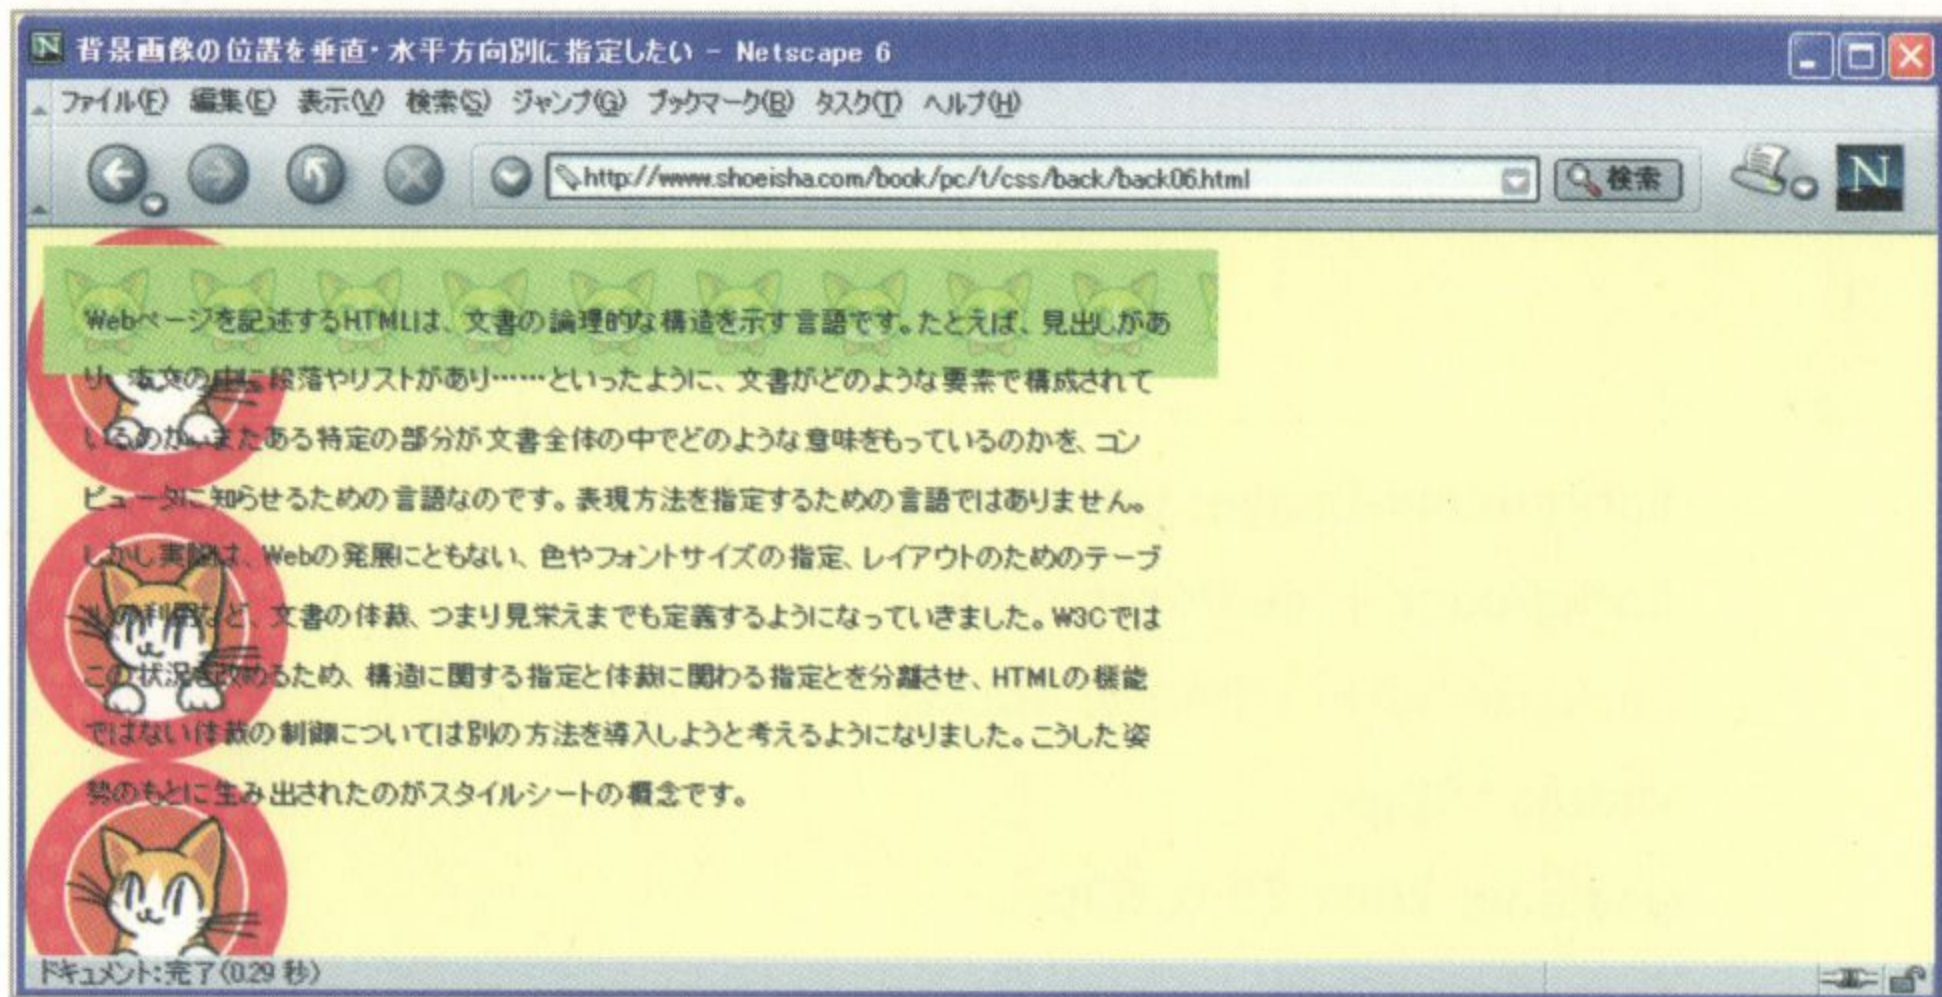 背景画像の位置を垂直・水平方向別に指定したい - Netscape 6
ファイル(F) 編集(E) 表示(V) 検索(S) ジャンプ(G) ブックマーク(B) タスク(T) ヘルプ(H)
http://www.shoeisha.com/book/pc/t/css/back/back06.html 検索 N
Webページを記述するHTMLは、文書の論理的な構造を示す言語です。たとえば、見出しがあ
り、本文の中に段落やリストがあり……といったように、文書がどのような要素で構成されて
いるのか、またある特定の部分が文書全体の中でどのような意味をもっているのかを、コン
ピュータに知らせるための言語なのです。表現方法を指定するための言語ではありません。
しかし実際は、Webの発展にともない、色やフォントサイズの指定、レイアウトのためのテーブ
ルの利用など、文書の体裁、つまり見栄えまでも定義するようになっていきました。W3Cでは
この状況を改めるため、構造に関する指定と体裁に関わる指定とを分離させ、HTMLの機能
ではない体裁の制御については別の方法を導入しようと考えるようになりました。こうした姿
勢のもとに生み出されたのがスタイルシートの概念です。
ドキュメント:完了(0.29 秒)